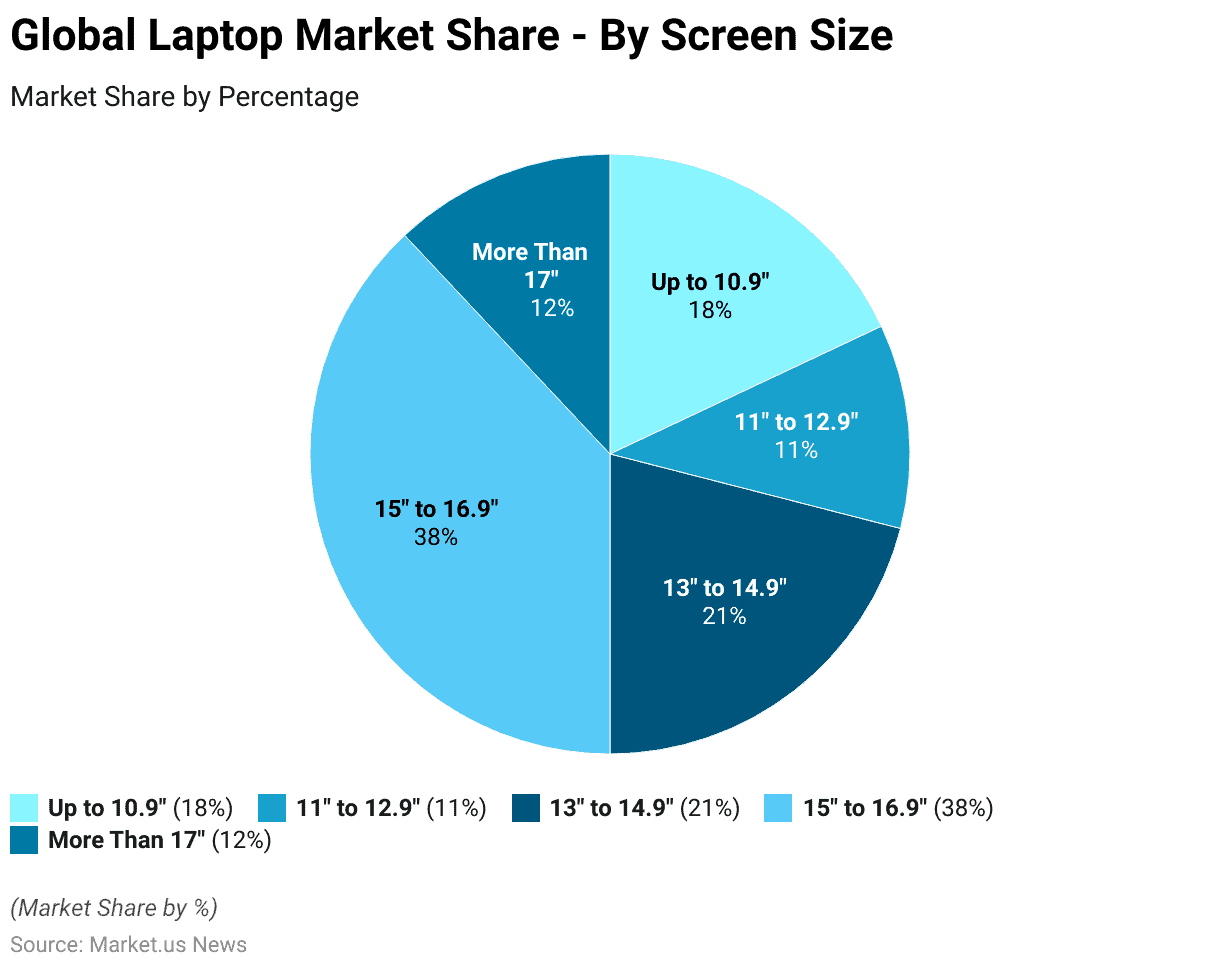 Global Laptop Market Share - By Screen Size
Market Share by Percentage
More Than
17"
12%
Up to 10.9"
18%
11" to 12.9"
11%
15" to 16.9"
38%
13" to 14.9"
21%
Up to 10.9" (18%) 11" to 12.9" (11%) 13" to 14.9" (21%) 15" to 16.9" (38%)
More Than 17" (12%)
(Market Share by %)
Source: Market.us News